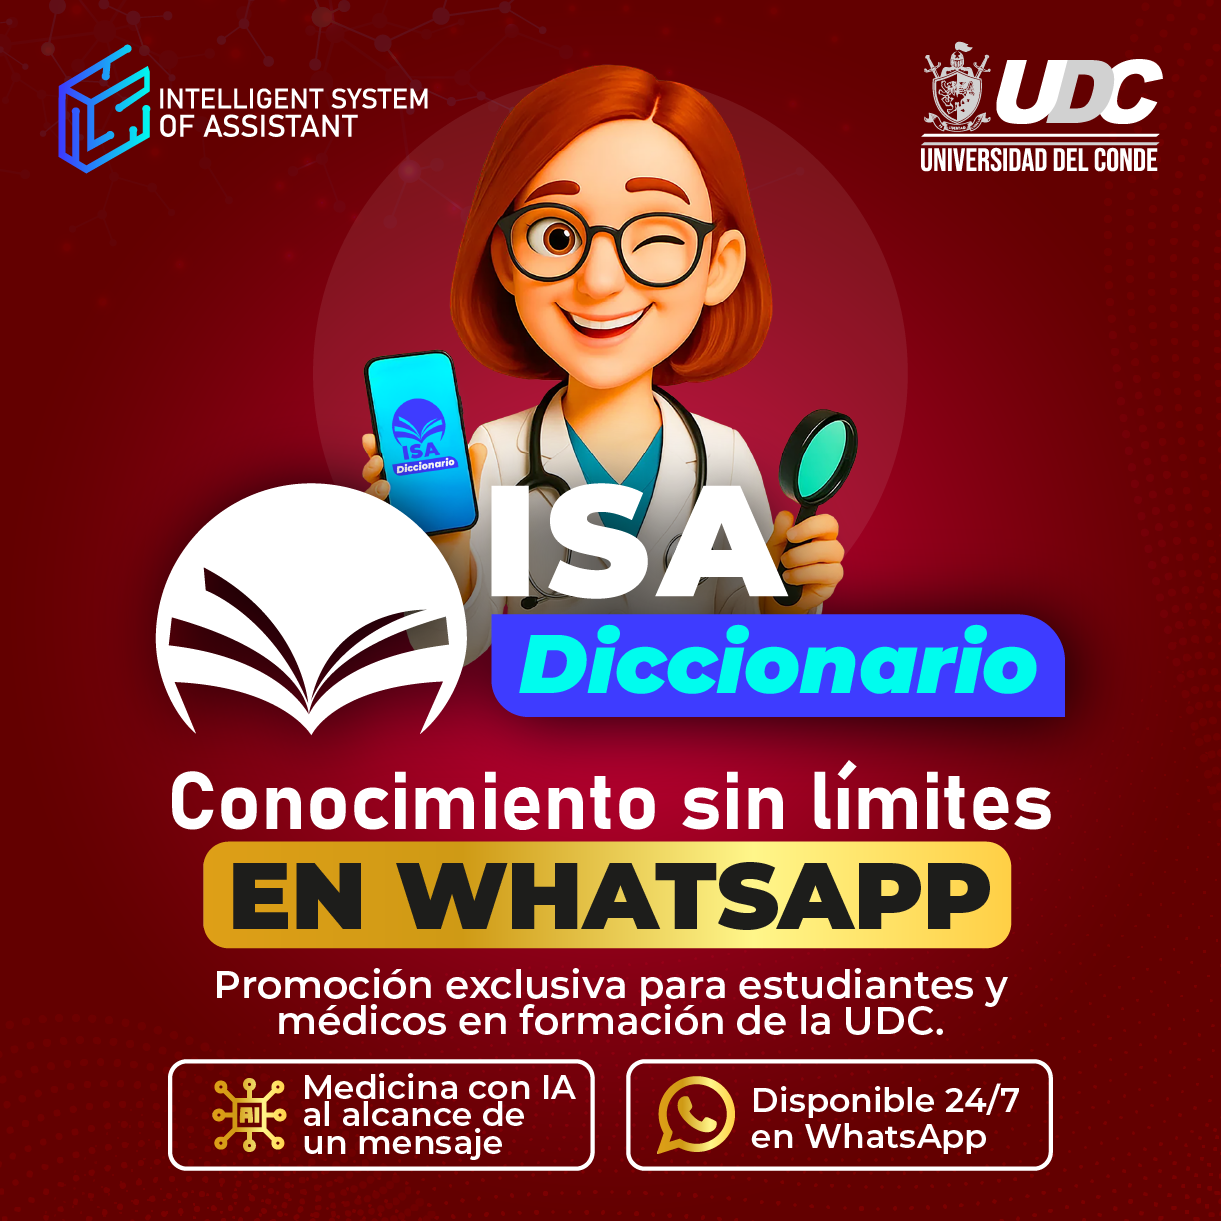 INTELLIGENT SYSTEM
OF ASSISTANT
UDC
UNIVERSIDAD DEL CONDE
ISA
Diccionario
ISA
Diccionario
Conocimiento sin límites
EN WHATSAPP
Promoción exclusiva para estudiantes y
médicos en formación de la UDC.
AI
Medicina con IA
al alcance de
un mensaje
Disponible 24/7
en WhatsApp